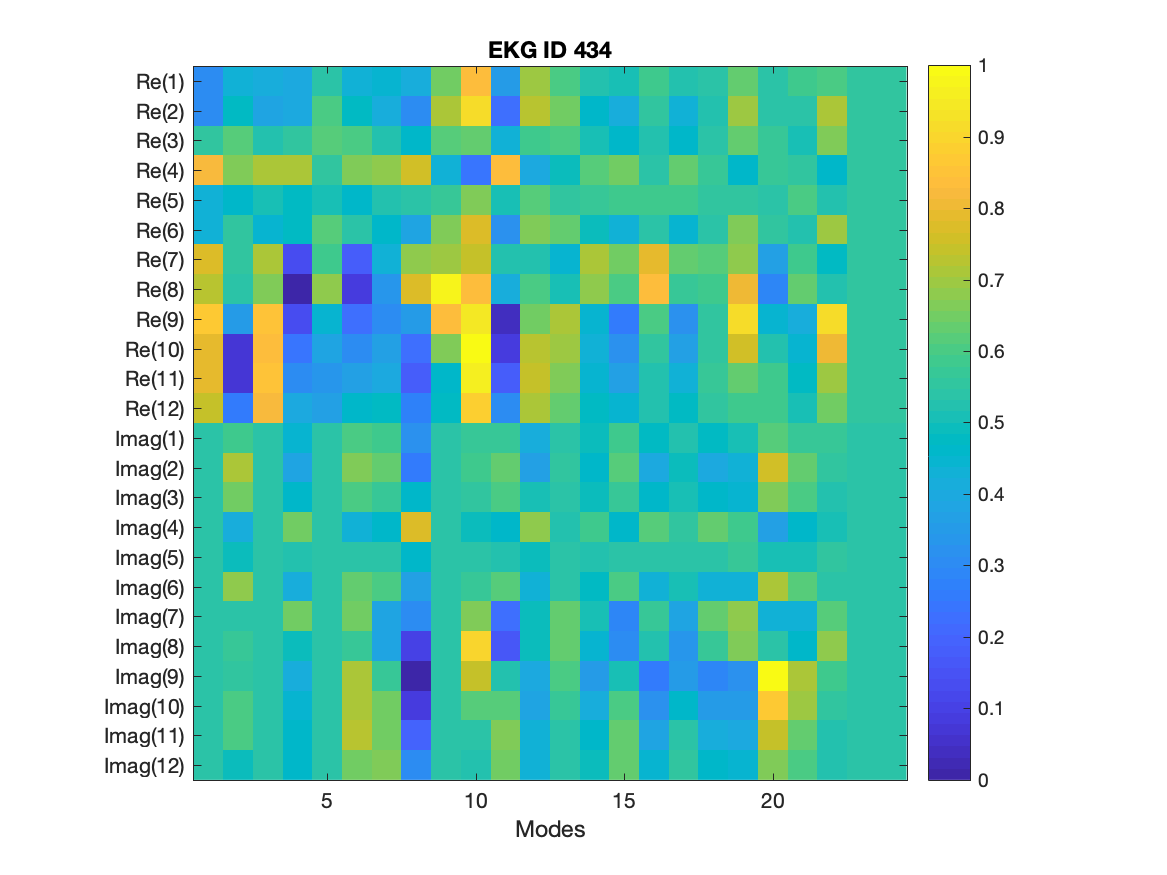 EKG ID 434
Re(1)
Re(2)
Re(3)
Re(4)
Re(5)
Re(6)
Re(7)
Re(8)
Re(9)
Re(10)
Re(11)
Re(12)
Imag(1)
Imag(2)
Imag(3)
Imag(4)
Imag(5)
Imag(6)
Imag(7)
Imag(8)
Imag(9)
Imag(10)
Imag(11)
Imag(12)
5 10 15 20
Modes
1
0.9
0.8
0.7
0.6
0.5
0.4
0.3
0.2
0.1
0